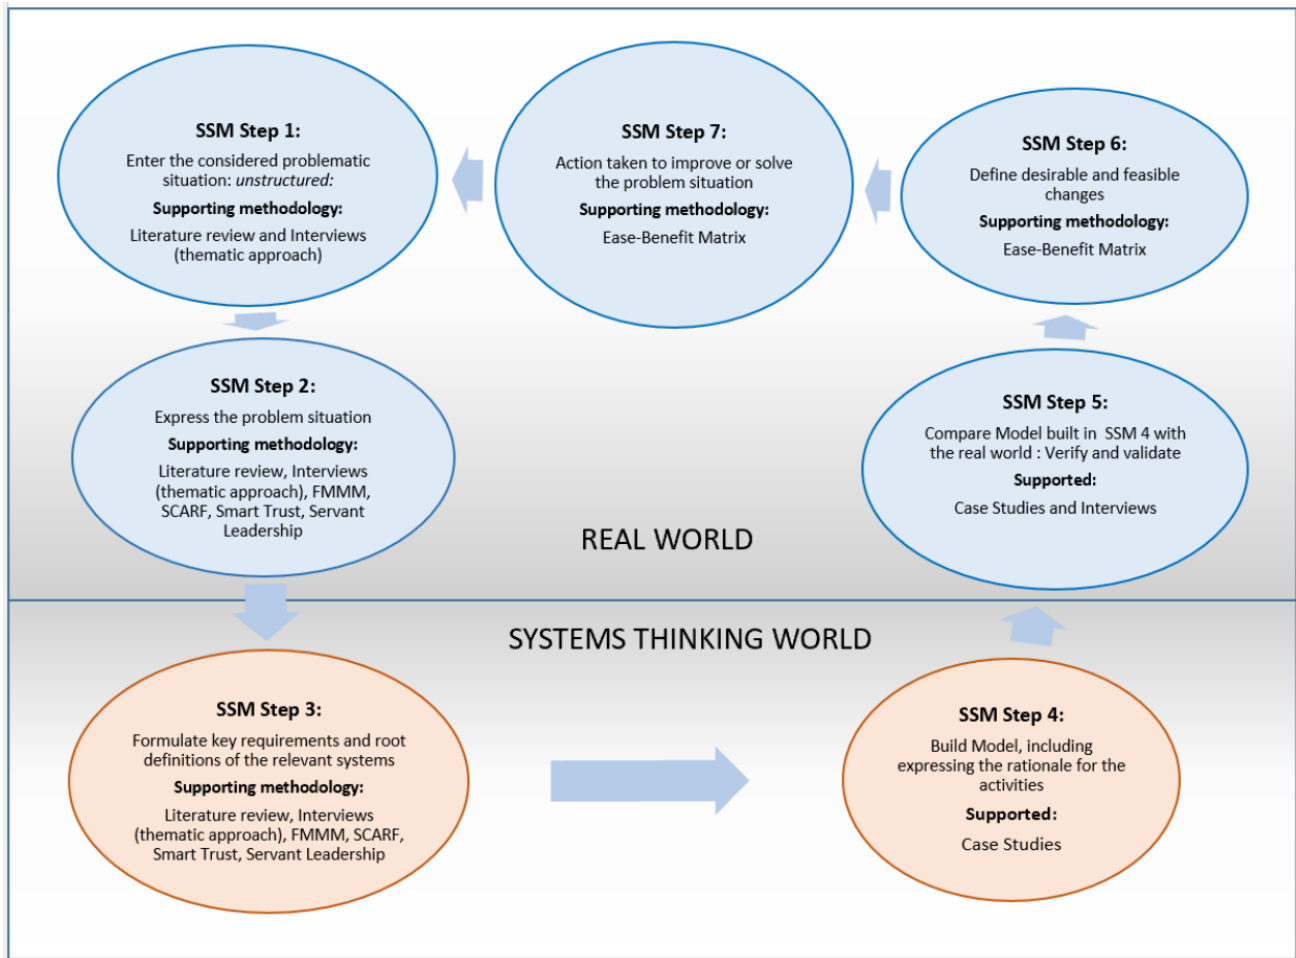 SSM Step 1:
Enter the considered problematic
situation: unstructured:
Supporting methodology:
Literature review and Interviews
(thematic approach)
SSM Step 7:
Action taken to improve or solve
the problem situation
Supporting methodology:
Ease-Benefit Matrix
SSM Step 6:
Define desirable and feasible
changes
Supporting methodology:
Ease-Benefit Matrix
SSM Step 2:
Express the problem situation
Supporting methodology:
Literature review, Interviews
(thematic approach), FMMM,
SCARF, Smart Trust, Servant
Leadership
SSM Step 5:
Compare Model built in SSM 4 with
the real world : Verify and validate
Supported:
Case Studies and Interviews
REAL WORLD
SYSTEMS THINKING WORLD
SSM Step 3:
Formulate key requirements and root
definitions of the relevant systems
Supporting methodology:
Literature review, Interviews
(thematic approach), FMMM, SCARF,
Smart Trust, Servant Leadership
SSM Step 4:
Build Model, including
expressing the rationale for the
activities
Supported:
Case Studies